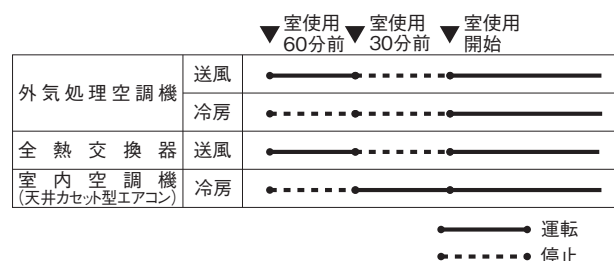 ▼室使用60分前 ▼室使用30分前 ▼室使用開始
外気処理空調機 送風
冷房
全熱交換器 送風
室内空調機(天井カセット型エアコン) 冷房
運転
停止